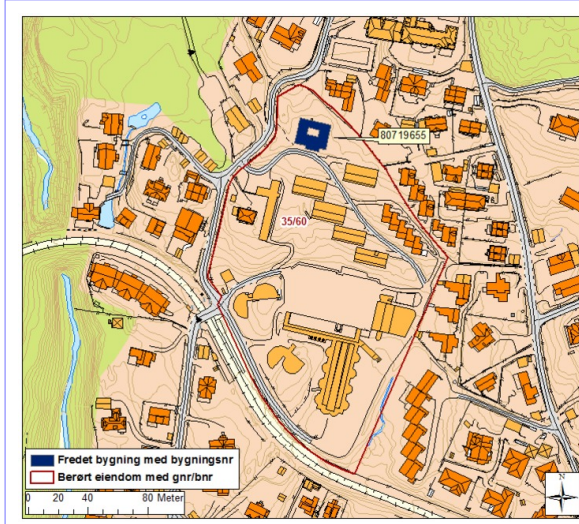 80719655
35/60
Fredet bygning med bygningsnr
Berørt eiendom med gnr/bnr
0 20 40 80 Meter
N